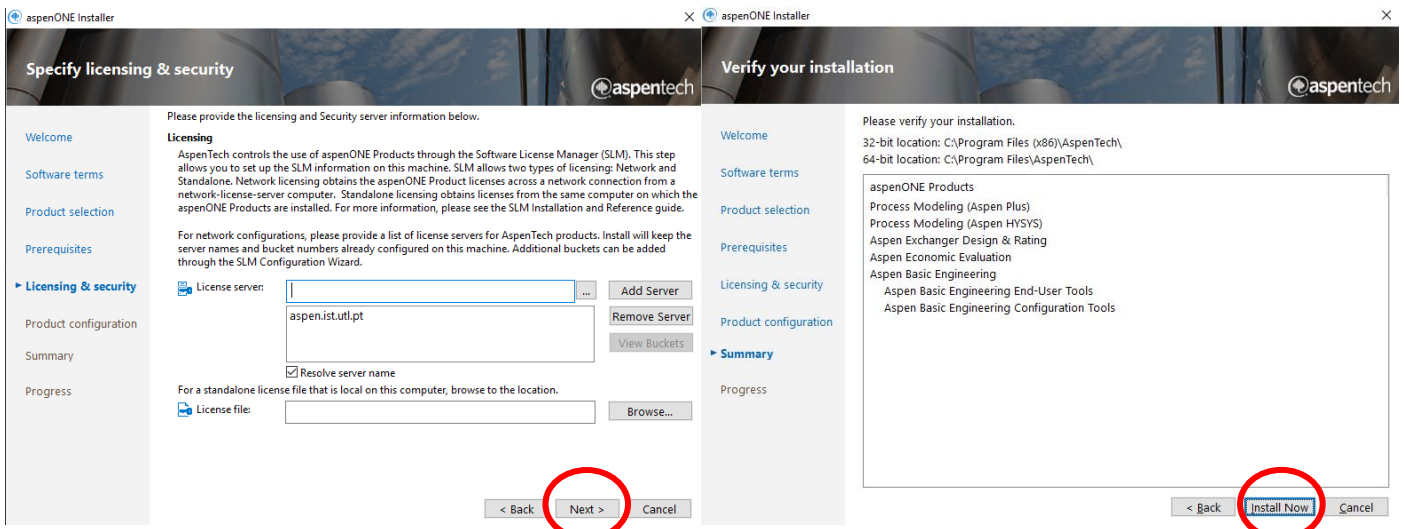 aspenONE Installer
Specify licensing & security
aspentech
Welcome
Software terms
Product selection
Prerequisites
Licensing & security
Product configuration
Summary
Progress
Please provide the licensing and Security server information below.
Licensing
AspenTech controls the use of aspenONE Products through the Software License Manager (SLM). This step
allows you to set up the SLM information on this machine. SLM allows two types of licensing: Network and
Standalone. Network licensing obtains the aspenONE Product licenses across a network connection from a
network-license-server computer. Standalone licensing obtains licenses from the same computer on which the
aspenONE Products are installed. For more information, please see the SLM Installation and Reference guide.
For network configurations, please provide a list of license servers for AspenTech products. Install will keep the
server names and bucket numbers already configured on this machine. Additional buckets can be added
through the SLM Configuration Wizard.
License server:
...
Add Server
aspen.ist.utl.pt
Remove Server
View Buckets
Resolve server name
For a standalone license file that is local on this computer, browse to the location.
License file:
Browse...
< Back
Next >
Cancel
aspenONE Installer
Verify your installation
aspentech
Welcome
Software terms
Product selection
Prerequisites
Licensing & security
Product configuration
Summary
Progress
Please verify your installation.
32-bit location: C:\Program Files (x86)\AspenTech\
64-bit location: C:\Program Files\AspenTech\
aspenONE Products
Process Modeling (Aspen Plus)
Process Modeling (Aspen HYSYS)
Aspen Exchanger Design & Rating
Aspen Economic Evaluation
Aspen Basic Engineering
Aspen Basic Engineering End-User Tools
Aspen Basic Engineering Configuration Tools
< Back
Install Now
Cancel